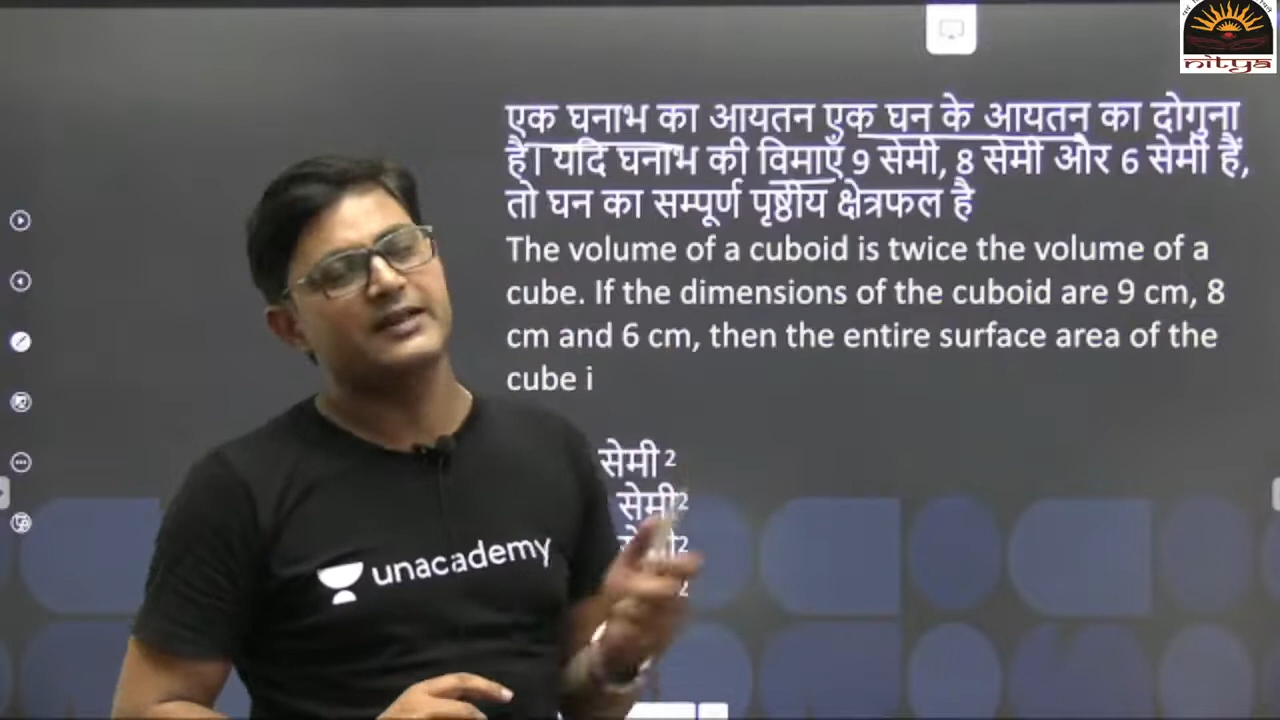 nitya
एक घनाभ का आयतन एक घन के आयतन का दोगुना
है। यदि घनाभ की विमाएँ 9 सेमी, 8 सेमी और 6 सेमी हैं,
तो घन का सम्पूर्ण पृष्ठीय क्षेत्रफल है
The volume of a cuboid is twice the volume of a
cube. If the dimensions of the cuboid are 9 cm, 8
cm and 6 cm, then the entire surface area of the
cube i
सेमी ²
सेमी²
²
²
unacademy